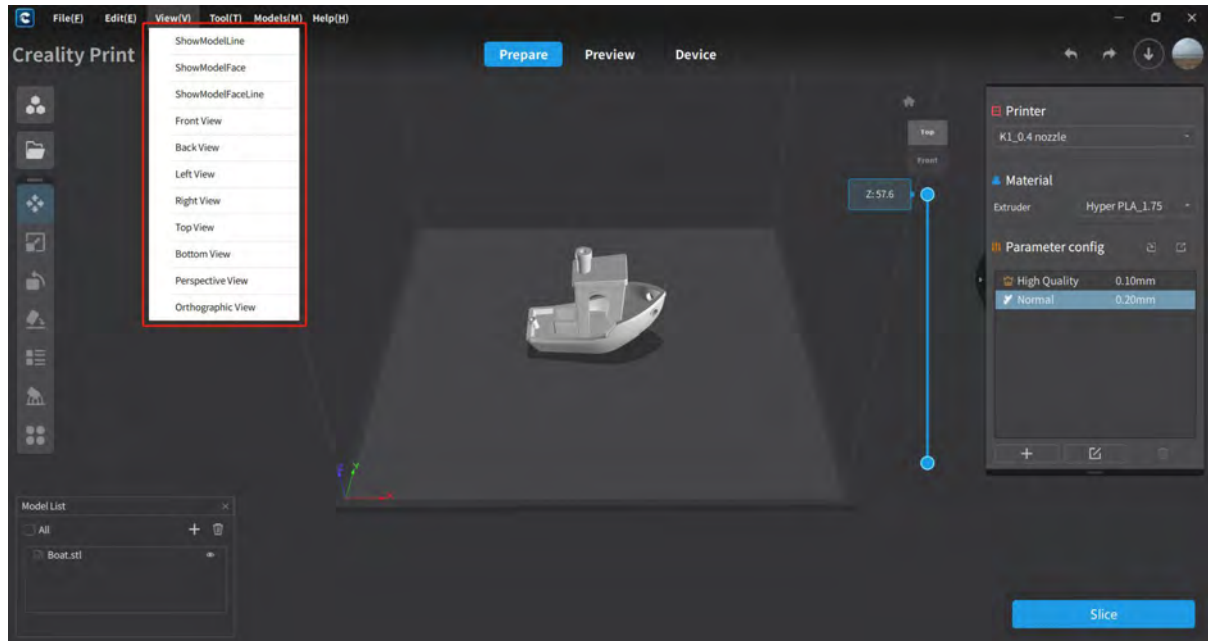 File(F) Edit(E) View(V) Tool(T) Models(M) Help(H)
Creality Print
Prepare Preview Device
ShowModelLine
ShowModelFace
ShowModelFaceLine
Front View
Back View
Left View
Right View
Top View
Bottom View
Perspective View
Orthographic View
Top
Front
Z: 57.6
Printer
K1_0.4 nozzle
Material
Extruder Hyper PLA_1.75
Parameter config
High Quality 0.10mm
Normal 0.20mm
Y
X
Model List
All
Boat.stl
Slice